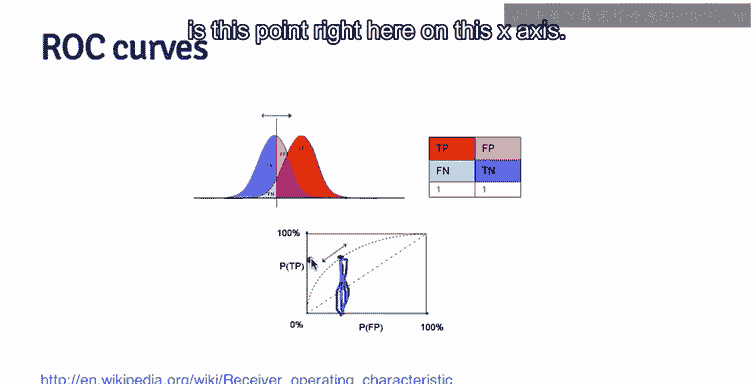 is this point right here on this x axis.
ROC curves
TP FP
FN TN
1 1
100%
P(TP)
0% P(FP) 100%
http://en.wikipedia.org/wiki/Receiver_operating_characteristic